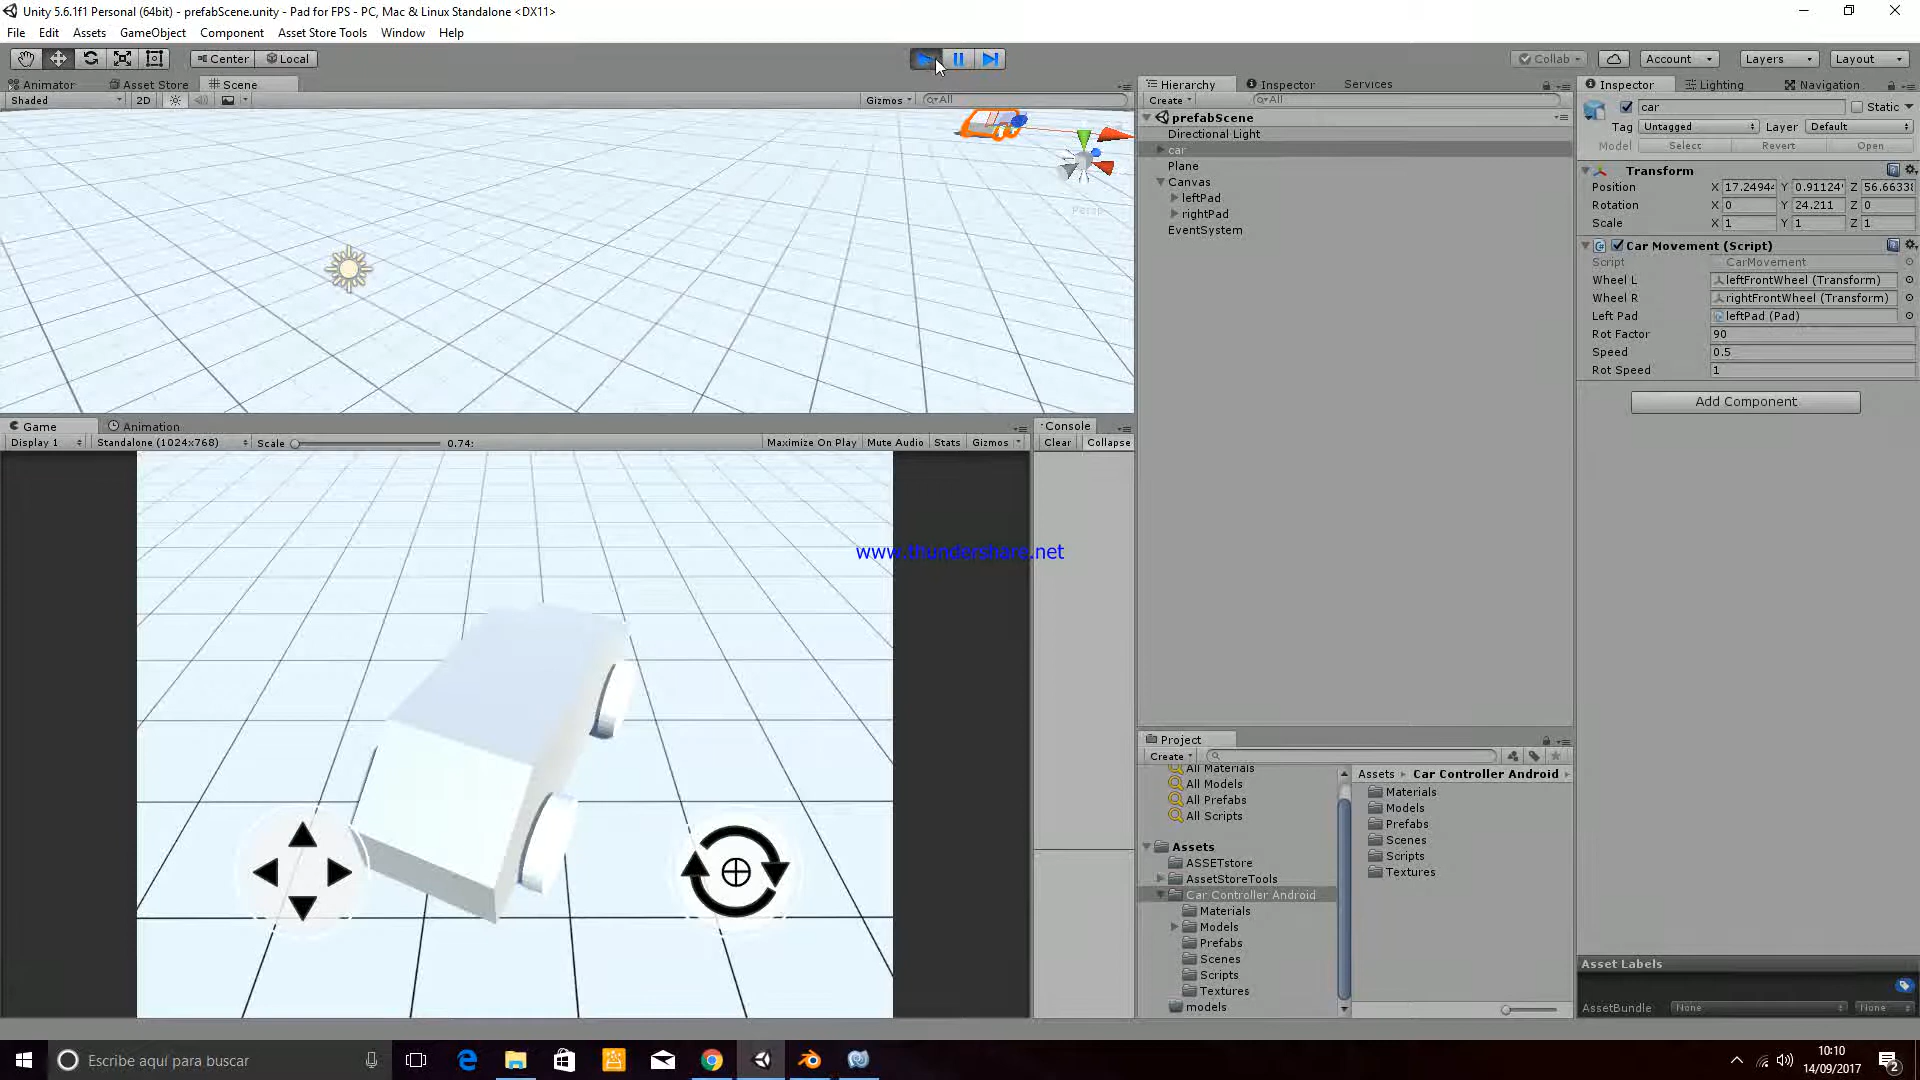 Unity 5.6.1f1 Personal (64bit) - prefabScene.unity - Pad for FPS - PC, Mac & Linux Standalone <DX11>
File Edit Assets GameObject Component Asset Store Tools Window Help
Center Local Collab Account Layers Layout
Animator Asset Store Scene
Shaded 2D Gizmos All
Persp
Game Animation
Display 1 Standalone (1024x768) Scale 0.74: Maximize On Play Mute Audio Stats Gizmos
Console
Clear Collapse
www.thundershare.net
Hierarchy Inspector Services
Create All
prefabScene
Directional Light
car
Plane
Canvas
leftPad
rightPad
EventSystem
Project
Create
All Materials
All Models
All Prefabs
All Scripts
Assets
ASSETstore
AssetStoreTools
Car Controller Android
Materials
Models
Prefabs
Scenes
Scripts
Textures
models
Assets Car Controller Android
Materials
Models
Prefabs
Scenes
Scripts
Textures
Inspector Lighting Navigation
car Static
Tag Untagged Layer Default
Model Select Revert Open
Transform
Position X 17.24944 Y 0.91124 Z 56.6633
Rotation X 0 Y 24.211 Z 0
Scale X 1 Y 1 Z 1
Car Movement (Script)
Script CarMovement
Wheel L leftFrontWheel (Transform)
Wheel R rightFrontWheel (Transform)
Left Pad leftPad (Pad)
Rot Factor 90
Speed 0.5
Rot Speed 1
Add Component
Asset Labels
AssetBundle None None
Escribe aquí para buscar
10:10
14/09/2017
2